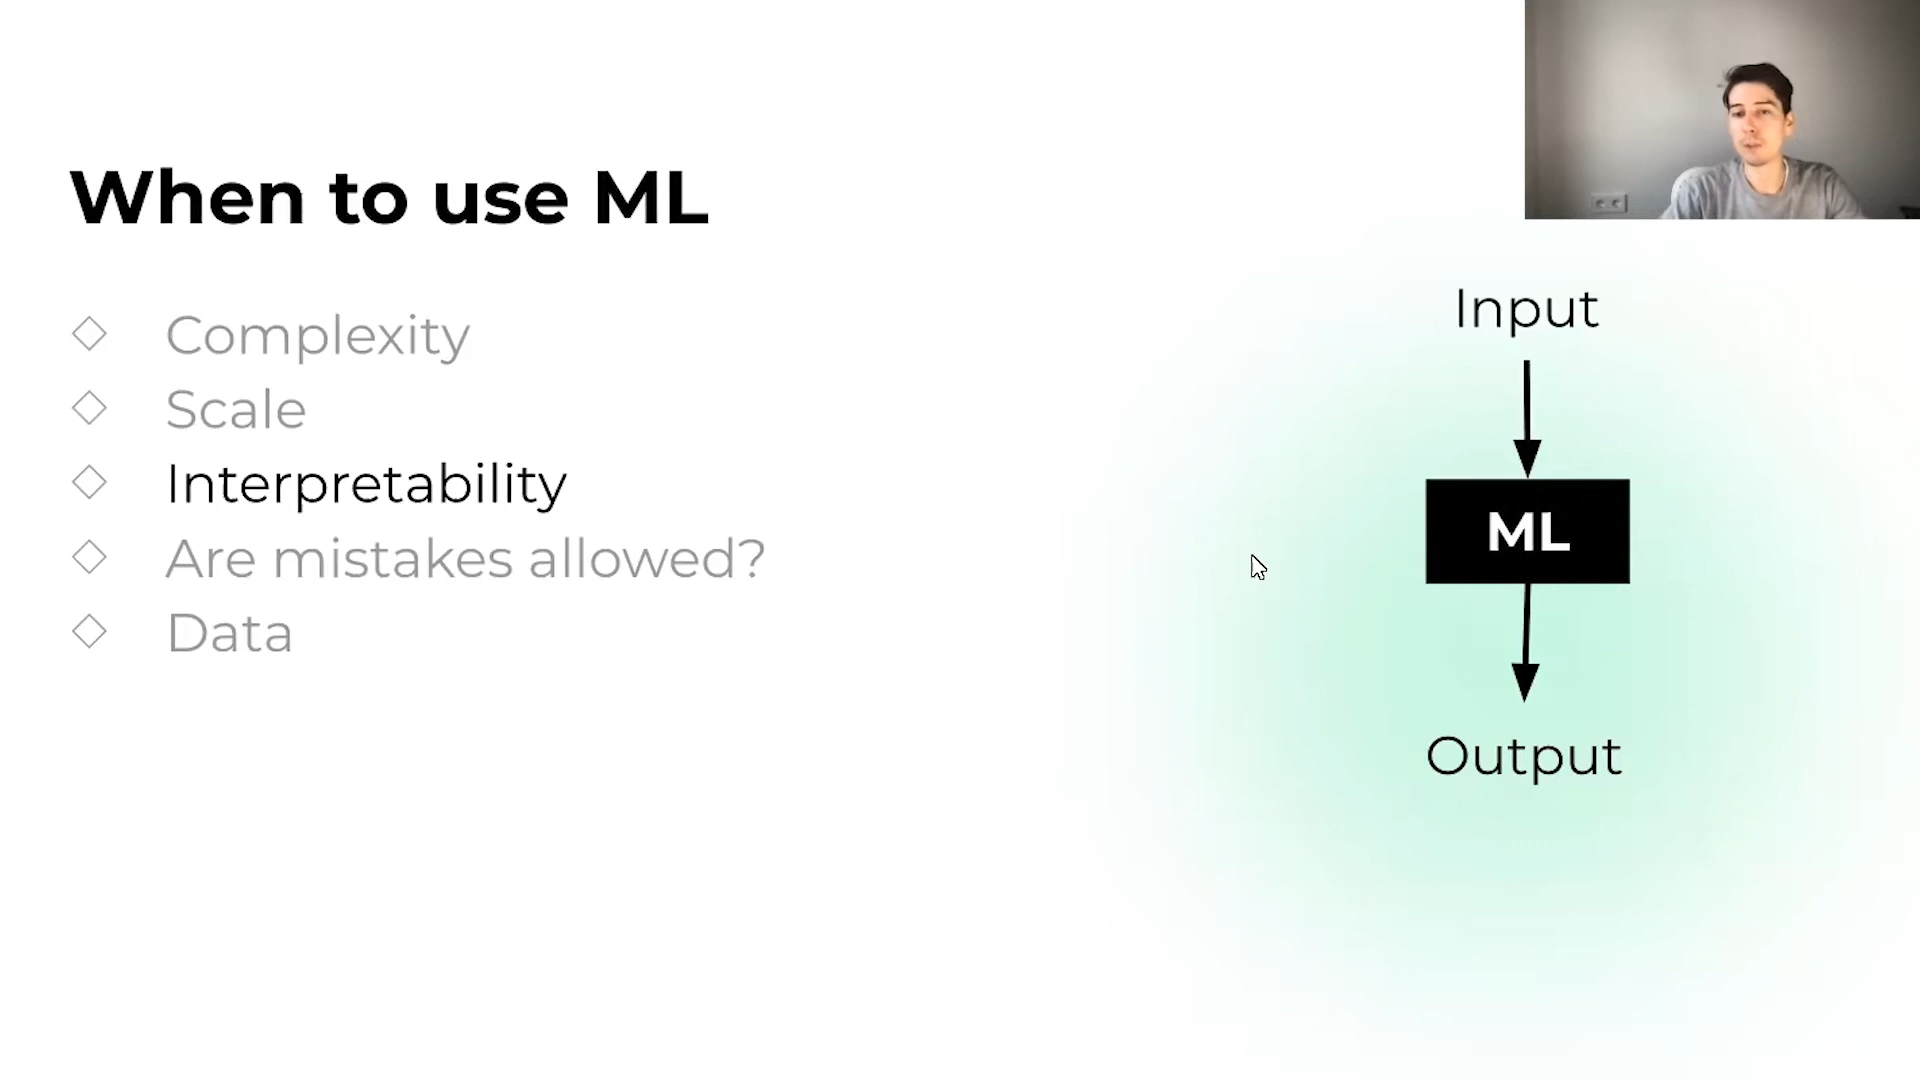 When to use ML
Complexity
Scale
Interpretability
Are mistakes allowed?
Data
Input
ML
Output